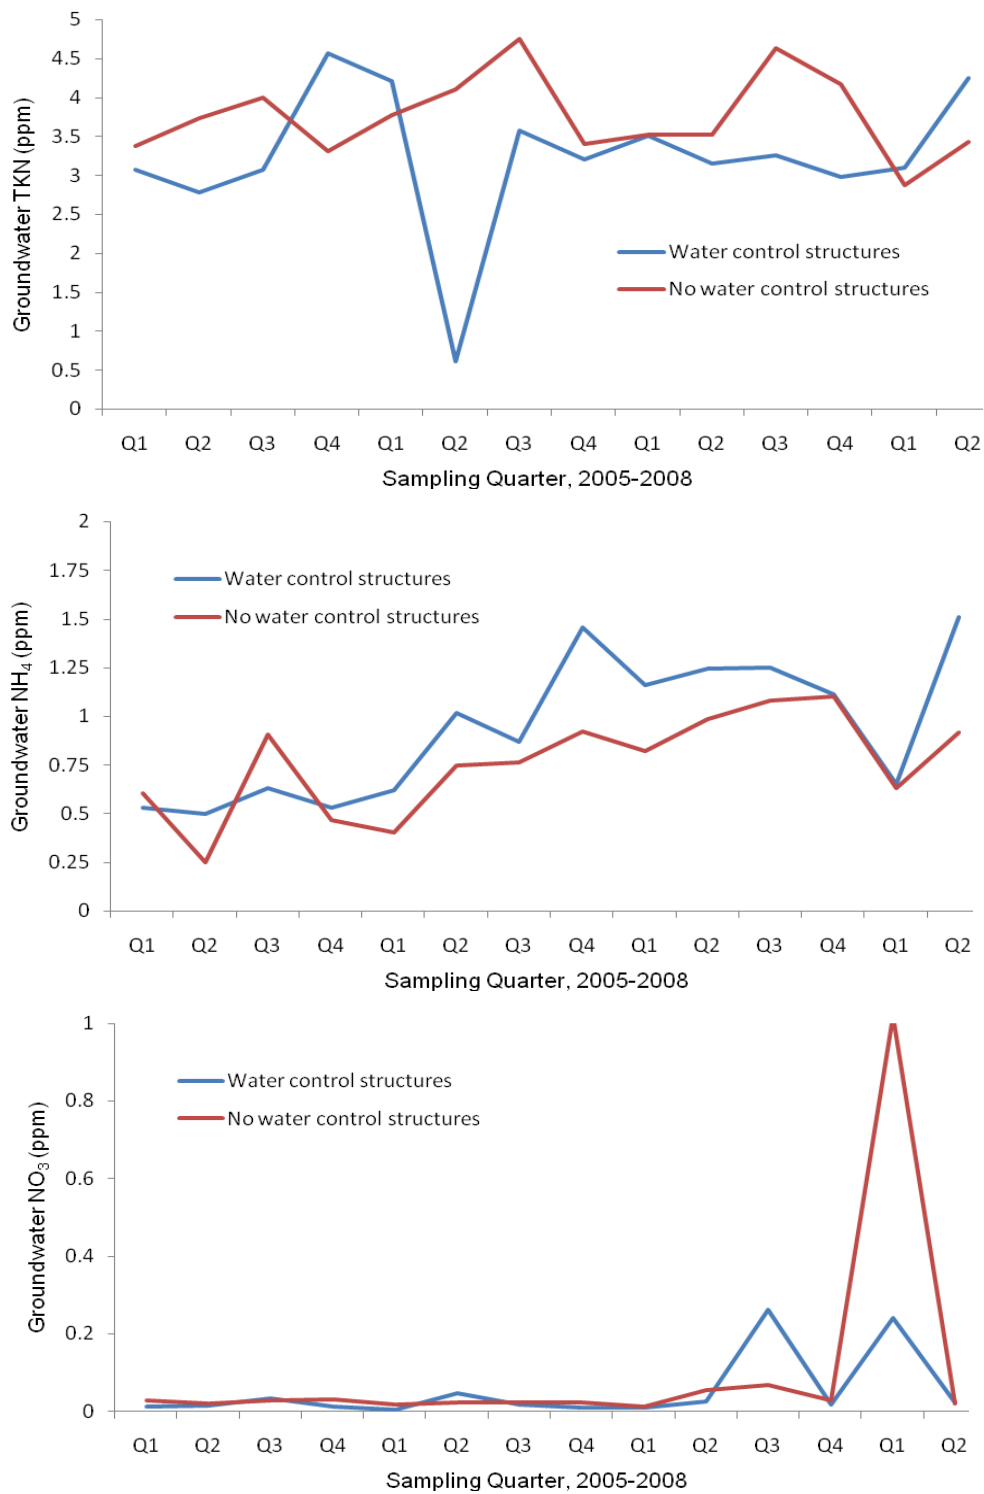 5
4.5
4
3.5
3
2.5
2
1.5
1
0.5
0
Groundwater TKN (ppm)
Water control structures
No water control structures
Q1 Q2 Q3 Q4 Q1 Q2 Q3 Q4 Q1 Q2 Q3 Q4 Q1 Q2
Sampling Quarter, 2005-2008
2
1.75
1.5
1.25
1
0.75
0.5
0.25
0
Groundwater NH₄ (ppm)
Water control structures
No water control structures
Q1 Q2 Q3 Q4 Q1 Q2 Q3 Q4 Q1 Q2 Q3 Q4 Q1 Q2
Sampling Quarter, 2005-2008
1
0.8
0.6
0.4
0.2
0
Groundwater NO₃ (ppm)
Water control structures
No water control structures
Q1 Q2 Q3 Q4 Q1 Q2 Q3 Q4 Q1 Q2 Q3 Q4 Q1 Q2
Sampling Quarter, 2005-2008